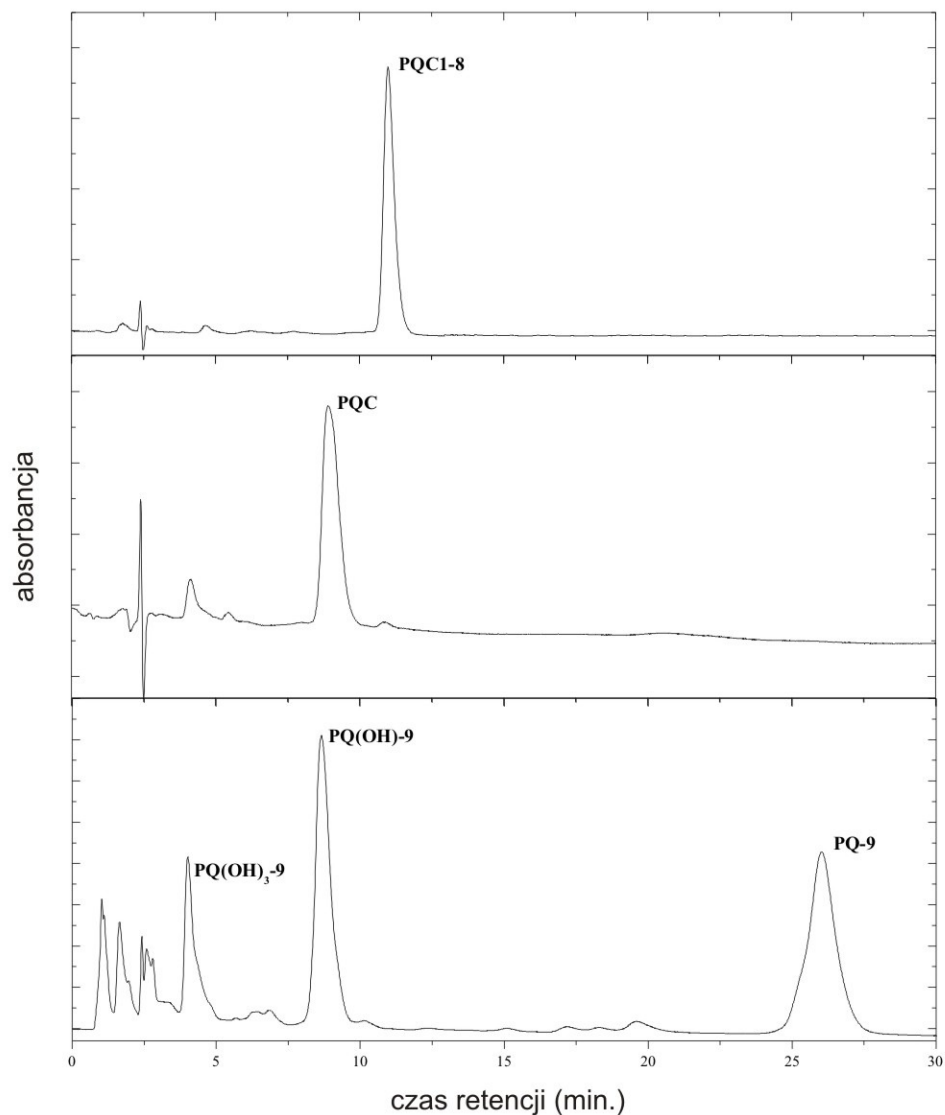 PQC1-8
PQC
absorbancja
PQ(OH)-9
PQ-9
PQ(OH)₃-9
0 5 10 15 20 25 30
czas retencji (min.)